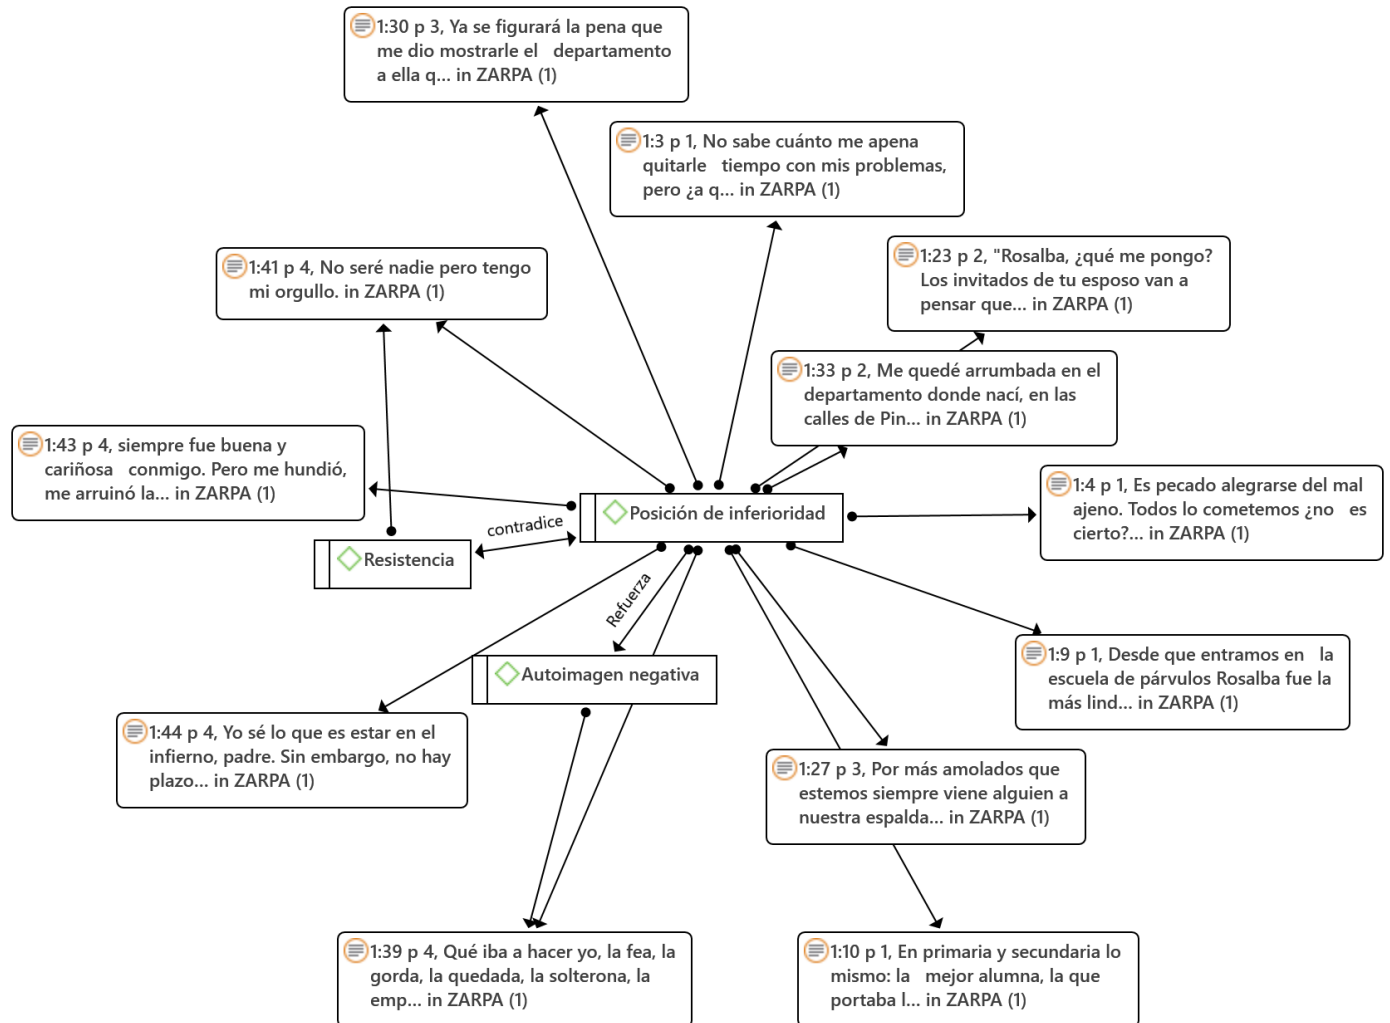 1:30 p 3, Ya se figurará la pena que
me dio mostrarle el departamento
a ella q... in ZARPA (1)
1:3 p 1, No sabe cuánto me apena
quitarle tiempo con mis problemas,
pero ¿a q... in ZARPA (1)
1:23 p 2, "Rosalba, ¿qué me pongo?
Los invitados de tu esposo van a
pensar que... in ZARPA (1)
1:41 p 4, No seré nadie pero tengo
mi orgullo. in ZARPA (1)
1:33 p 2, Me quedé arrumbada en el
departamento donde nací, en las
calles de Pin... in ZARPA (1)
1:43 p 4, siempre fue buena y
cariñosa conmigo. Pero me hundió,
me arruinó la... in ZARPA (1)
1:4 p 1, Es pecado alegrarse del mal
ajeno. Todos lo cometemos ¿no es
cierto?... in ZARPA (1)
Posición de inferioridad
contradice
Resistencia
Refuerza
1:9 p 1, Desde que entramos en la
escuela de párvulos Rosalba fue la
más lind... in ZARPA (1)
Autoimagen negativa
1:44 p 4, Yo sé lo que es estar en el
infierno, padre. Sin embargo, no hay
plazo... in ZARPA (1)
1:27 p 3, Por más amolados que
estemos siempre viene alguien a
nuestra espalda... in ZARPA (1)
1:39 p 4, Qué iba a hacer yo, la fea, la
gorda, la quedada, la solterona, la
emp... in ZARPA (1)
1:10 p 1, En primaria y secundaria lo
mismo: la mejor alumna, la que
portaba l... in ZARPA (1)